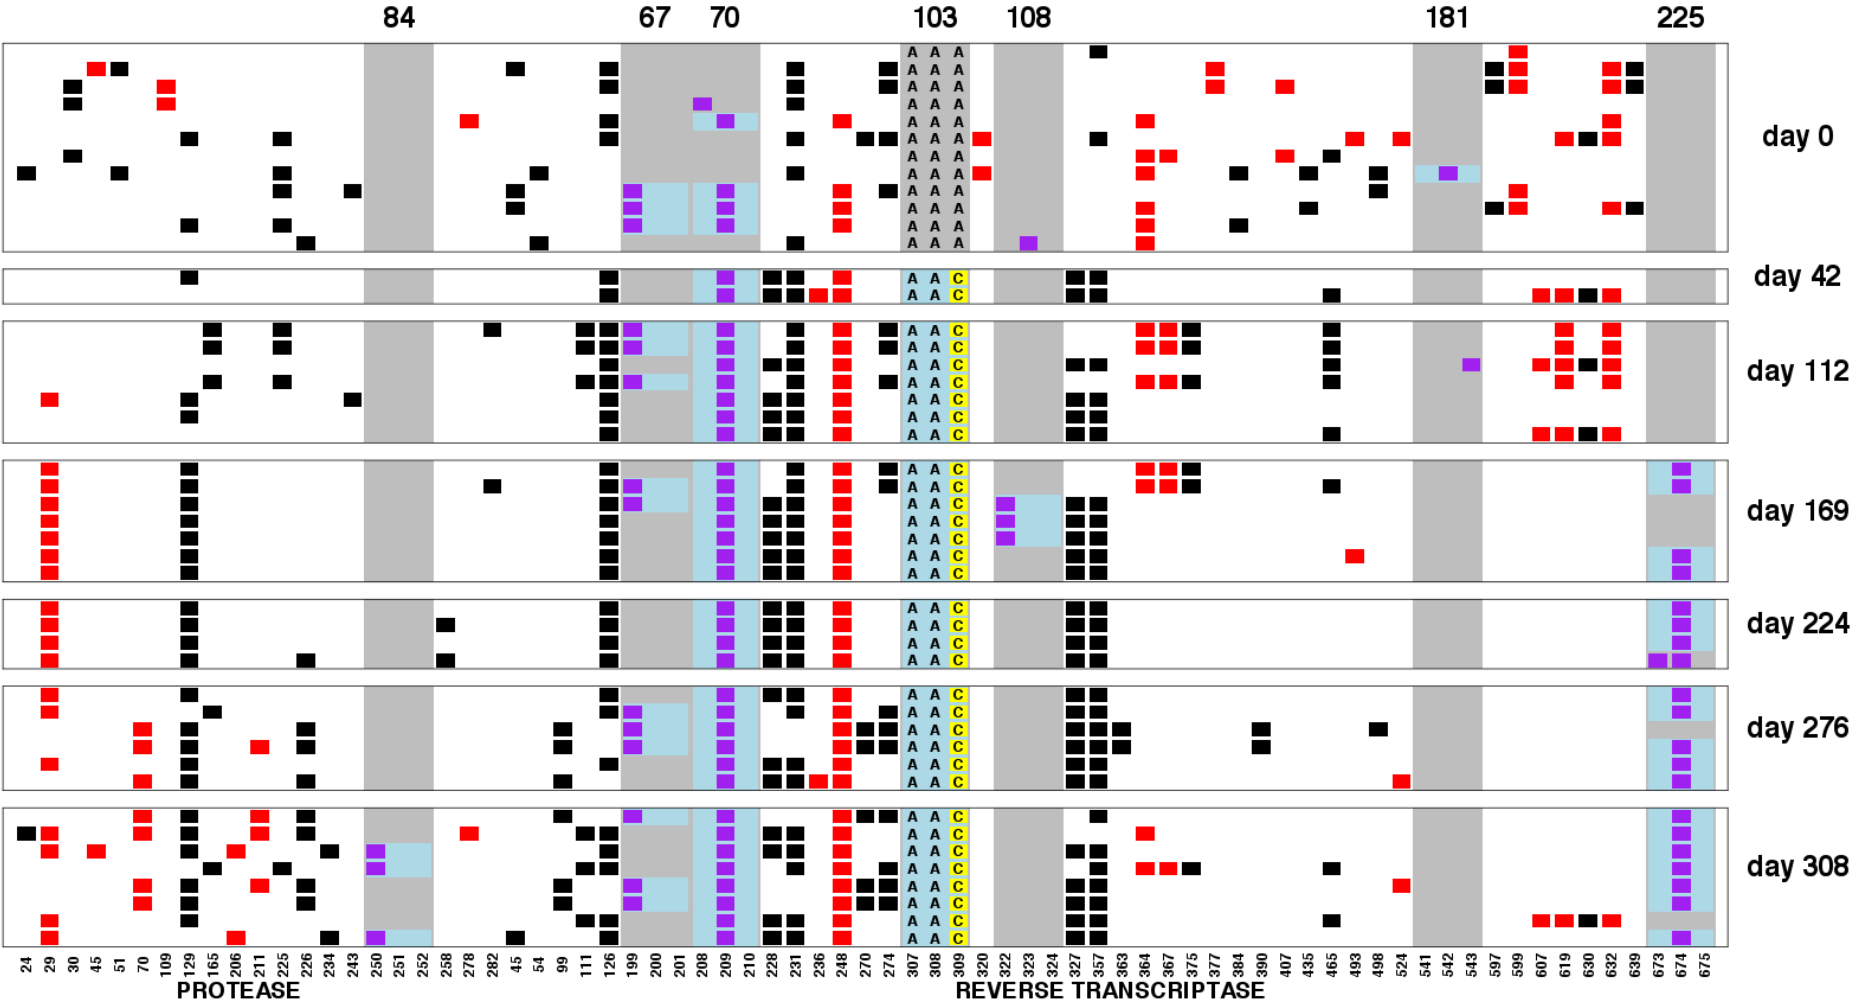 84 67 70 103 108 181 225
A A A
A A A
A A A
A A A
A A A
A A A
A A A
A A A
A A A
A A A
A A A
A A A
day 0
A A C
A A C
day 42
A A C
A A C
A A C
A A C
A A C
A A C
A A C
day 112
A A C
A A C
A A C
A A C
A A C
A A C
A A C
day 169
A A C
A A C
A A C
A A C
day 224
A A C
A A C
A A C
A A C
A A C
A A C
day 276
A A C
A A C
A A C
A A C
A A C
A A C
A A C
A A C
day 308
24 29 30 45 51 70 109 129 165 206 211 225 226 234 243 250 251 252 258 278 282 45 54 99 111 126 199 200 201 208 209 210 228 231 236 248 270 274 307 308 309 320 322 323 324 327 357 363 364 367 375 377 384 390 407 435 465 493 498 524 541 542 543 597 599 607 619 630 632 639 673 674 675
PROTEASE REVERSE TRANSCRIPTASE